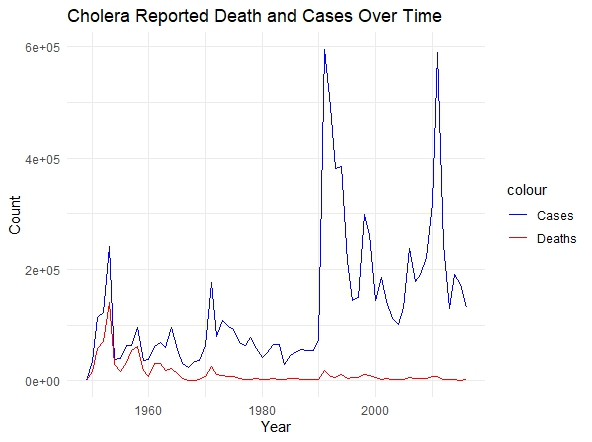 Cholera Reported Death and Cases Over Time
6e+05
4e+05
2e+05
0e+00
Count
1960 1980 2000
Year
colour
Cases
Deaths